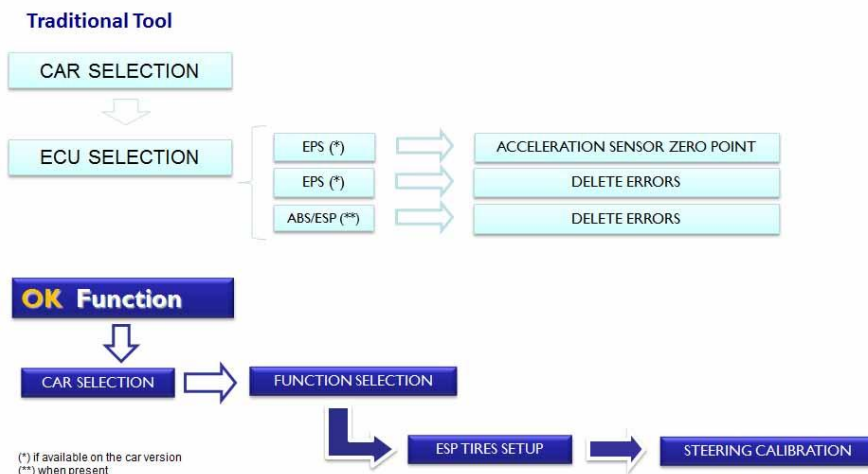 Traditional Tool
CAR SELECTION
ECU SELECTION
EPS (*)
ACCELERATION SENSOR ZERO POINT
EPS (*)
DELETE ERRORS
ABS/ESP (**)
DELETE ERRORS
OK Function
CAR SELECTION
FUNCTION SELECTION
ESP TIRES SETUP
STEERING CALIBRATION
(*) if available on the car version
(**) when present